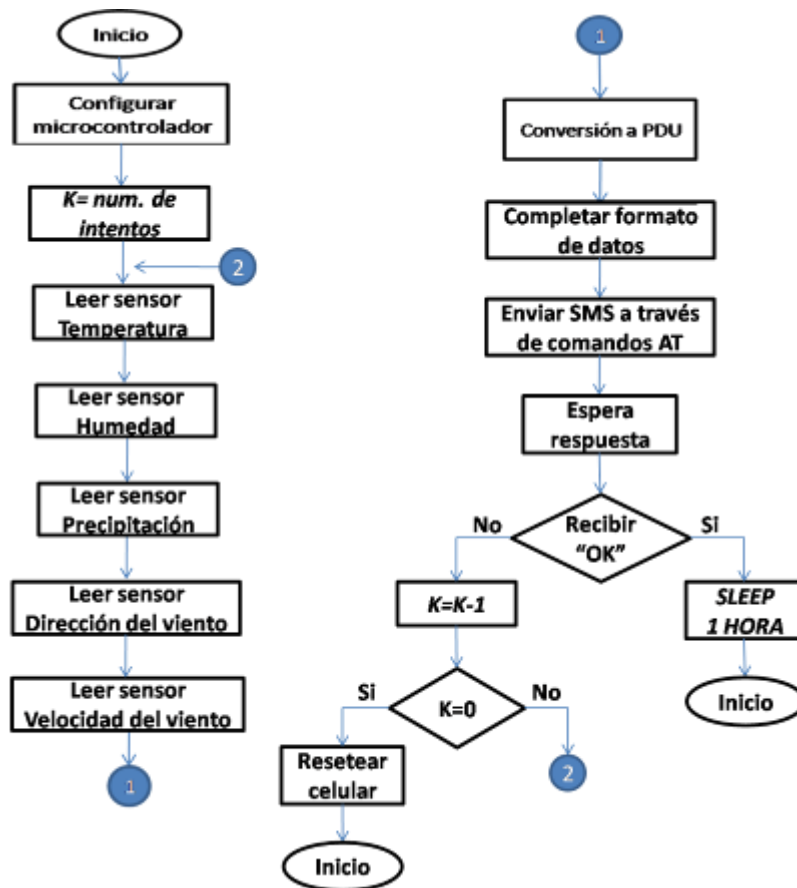 Inicio
Configurar
microcontrolador
K= num. de
intentos
2
Leer sensor
Temperatura
Leer sensor
Humedad
Leer sensor
Precipitación
Leer sensor
Dirección del viento
Leer sensor
Velocidad del viento
1
1
Conversión a PDU
Completar formato
de datos
Enviar SMS a través
de comandos AT
Espera
respuesta
Recibir
“OK”
No
Si
K=K-1
SLEEP
1 HORA
Inicio
K=0
Si
No
Resetear
celular
2
Inicio